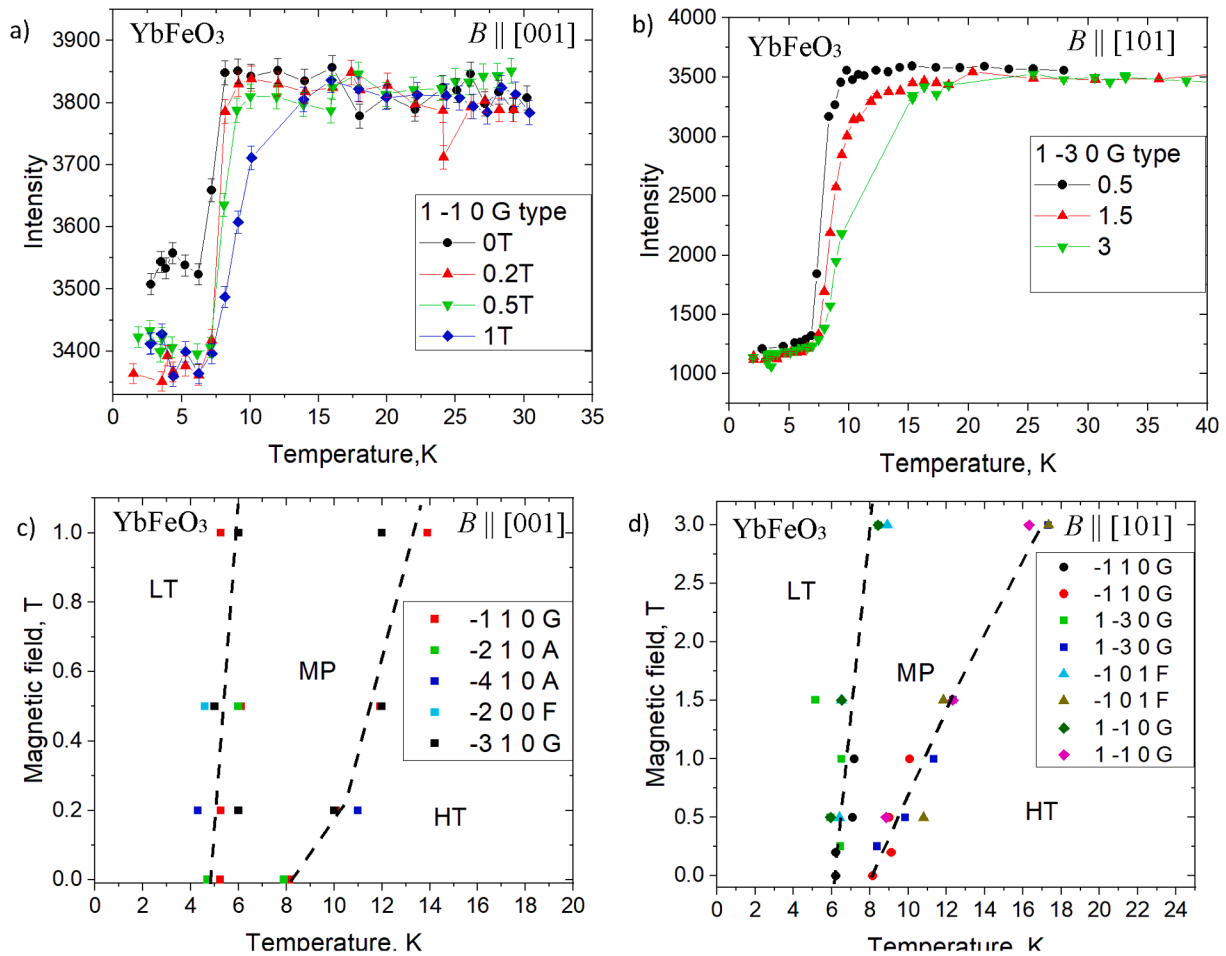 a)
YbFeO₃
B || [001]
3900
3800
3700
3600
3500
3400
Intensity
1 -1 0 G type
0T
0.2T
0.5T
1T
0 5 10 15 20 25 30 35
Temperature,K
b)
YbFeO₃
B || [101]
4000
3500
3000
2500
2000
1500
1000
Intensity
1 -3 0 G type
0.5
1.5
3
0 5 10 15 20 25 30 35 40
Temperature, K
c)
YbFeO₃
B || [001]
1.0
0.8
0.6
0.4
0.2
0.0
Magnetic field, T
LT
MP
HT
-1 1 0 G
-2 1 0 A
-4 1 0 A
-2 0 0 F
-3 1 0 G
0 2 4 6 8 10 12 14 16 18 20
Temperature, K
d)
YbFeO₃
B || [101]
3.0
2.5
2.0
1.5
1.0
0.5
0.0
Magnetic field, T
LT
MP
HT
-1 1 0 G
-1 1 0 G
1 -3 0 G
1 -3 0 G
-1 0 1 F
-1 0 1 F
1 -1 0 G
1 -1 0 G
0 2 4 6 8 10 12 14 16 18 20 22 24
Temperature, K